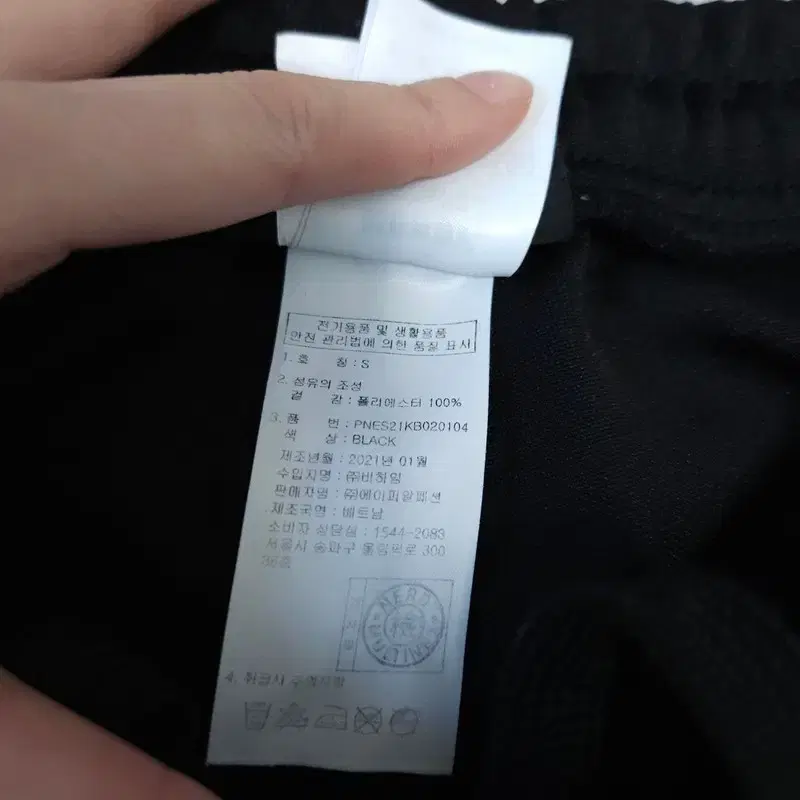 전기용품 및 생활용품
안전 관리법에 의한 품질 표시
1. 호 칭 : S
2. 섬유의 조성
겉 감 : 폴리에스터 100%
3. 품 번 : PNES21KB020104
색 상 : BLACK
제조년월 : 2021년 01월
수입자명 : ㈜비하임
판매자명 : ㈜에이피알패션
제조국연 : 베트남
소비자 상담실 : 1544-2083
서울시 송파구 올림픽로 300
NERD
4. 취급시 주의사항